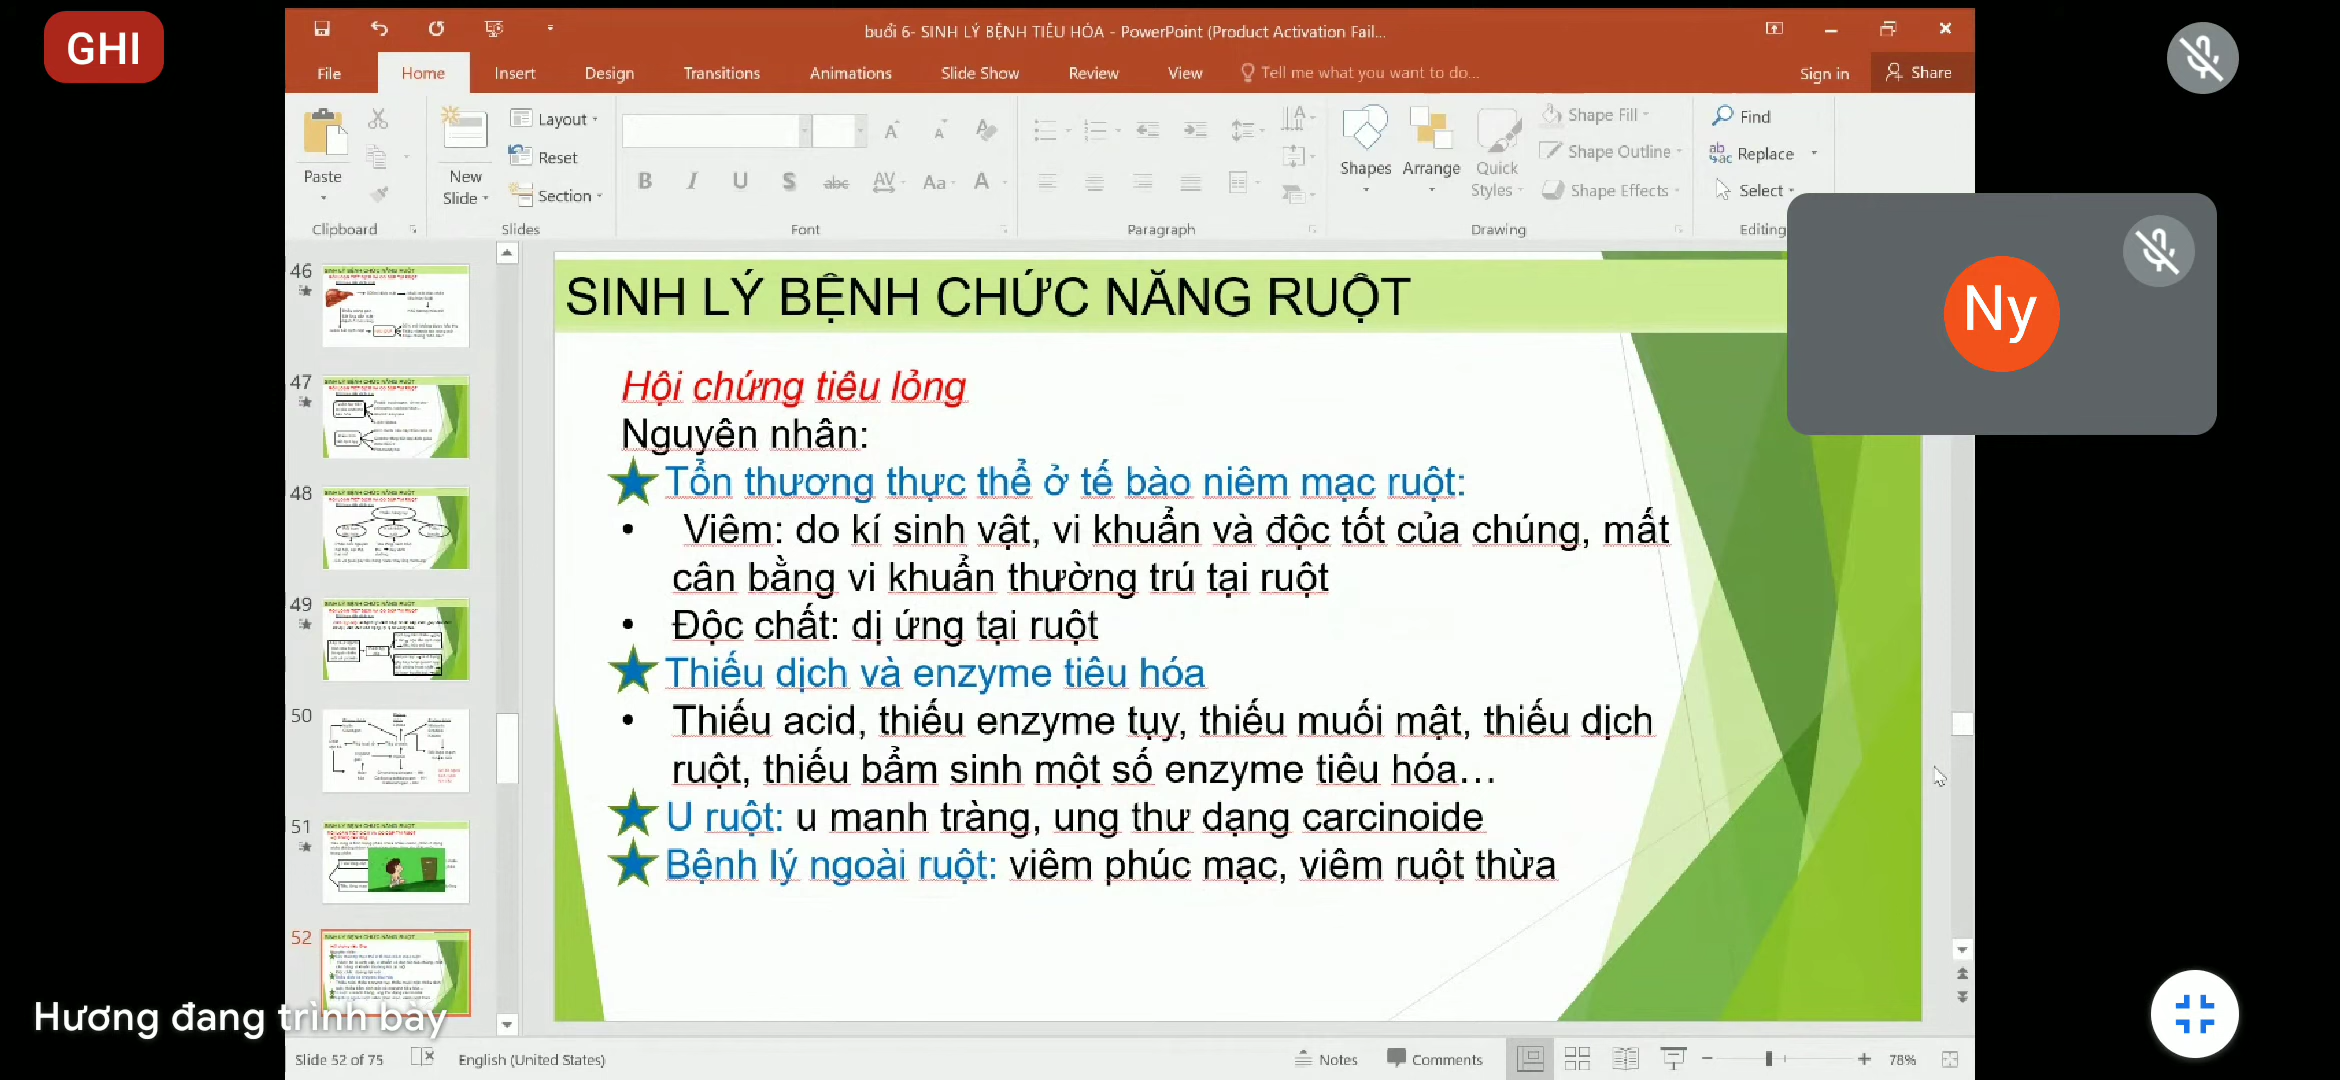 GHI
buổi 6- SINH LÝ BỆNH TIÊU HÓA - PowerPoint (Product Activation Fail...
File Home Insert Design Transitions Animations Slide Show Review View Tell me what you want to do... Sign in Share
Paste
Clipboard
New Slide
Layout
Reset
Section
Slides
B I U S abc AV Aa A
Font
Paragraph
Shapes Arrange Quick Styles
Shape Fill
Shape Outline
Shape Effects
Drawing
Find
Replace
Select
Editing
Ny
46
47
48
49
50
51
52
SINH LÝ BỆNH CHỨC NĂNG RUỘT
Hội chứng tiêu lỏng
Nguyên nhân:
Tổn thương thực thể ở tế bào niêm mạc ruột:
• Viêm: do kí sinh vật, vi khuẩn và độc tốt của chúng, mất
cân bằng vi khuẩn thường trú tại ruột
• Độc chất: dị ứng tại ruột
Thiếu dịch và enzyme tiêu hóa
• Thiếu acid, thiếu enzyme tụy, thiếu muối mật, thiếu dịch
ruột, thiếu bẩm sinh một số enzyme tiêu hóa...
U ruột: u manh tràng, ung thư dạng carcinoide
Bệnh lý ngoài ruột: viêm phúc mạc, viêm ruột thừa
Hương đang trình bày
Slide 52 of 75 English (United States) Notes Comments 78%